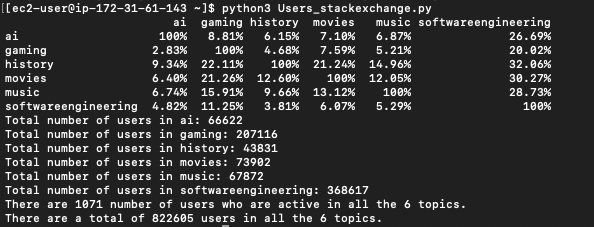 [[ec2-user@ip-172-31-61-143 ~]$ python3 Users_stackexchange.py
ai gaming history movies music softwareengineering
ai 100% 8.81% 6.15% 7.10% 6.87% 26.69%
gaming 2.83% 100% 4.68% 7.59% 5.21% 20.02%
history 9.34% 22.11% 100% 21.24% 14.96% 32.06%
movies 6.40% 21.26% 12.60% 100% 12.05% 30.27%
music 6.74% 15.91% 9.66% 13.12% 100% 28.73%
softwareengineering 4.82% 11.25% 3.81% 6.07% 5.29% 100%
Total number of users in ai: 66622
Total number of users in gaming: 207116
Total number of users in history: 43831
Total number of users in movies: 73902
Total number of users in music: 67872
Total number of users in softwareengineering: 368617
There are 1071 number of users who are active in all the 6 topics.
There are a total of 822605 users in all the 6 topics.